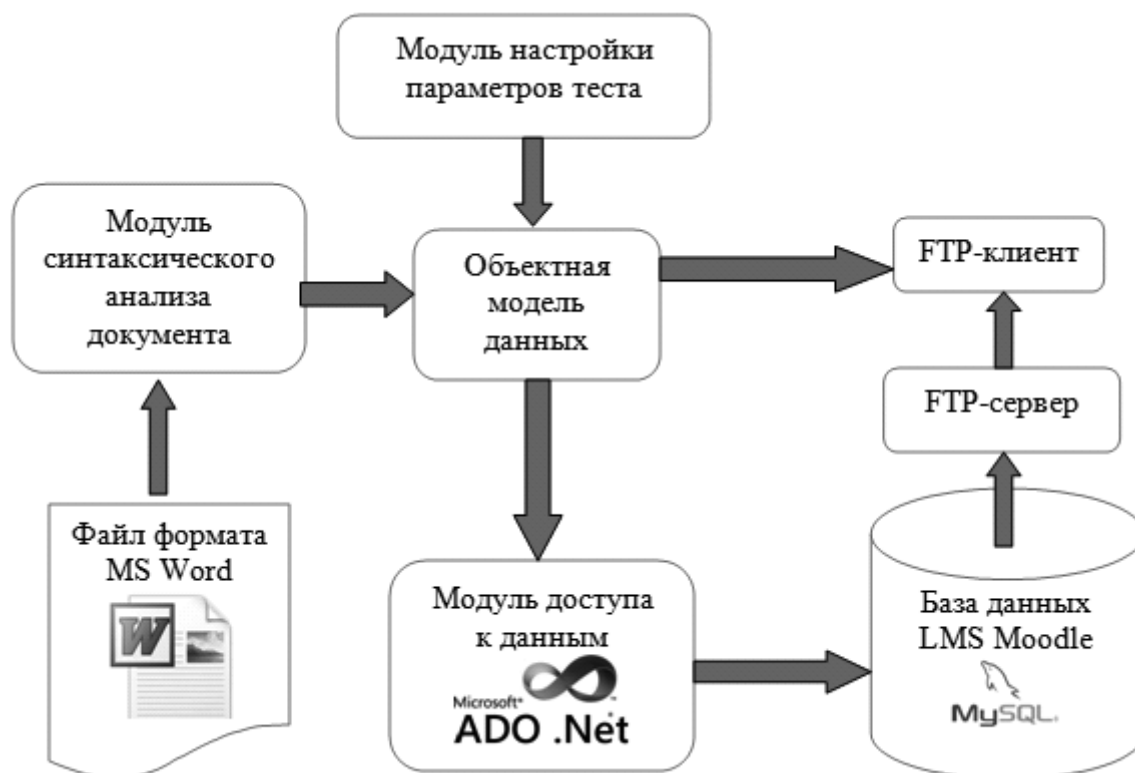 Модуль настройки
параметров теста
Модуль
синтаксического
анализа
документа
Объектная
модель
данных
FTP-клиент
FTP-сервер
Файл формата
MS Word
W
Модуль доступа
к данным
Microsoft®
ADO .Net
База данных
LMS Moodle
MySQL®